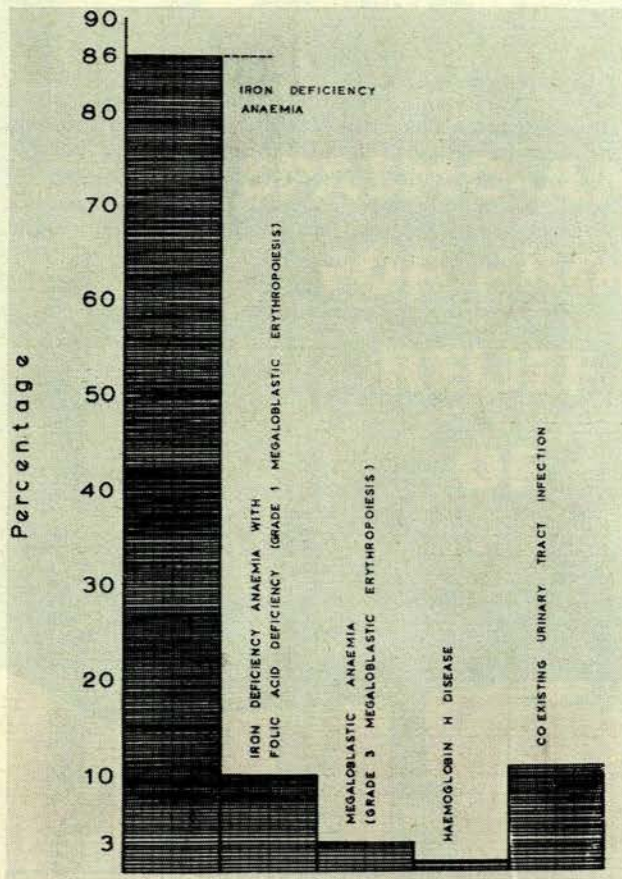 90
86
80
70
60
50
40
30
20
10
3
Percentage
IRON DEFICIENCY
ANAEMIA
IRON DEFICIENCY ANAEMIA WITH
FOLIC ACID DEFICIENCY (GRADE 1 MEGALOBLASTIC ERYTHROPOIESIS)
MEGALOBLASTIC ANAEMIA
(GRADE 3 MEGALOBLASTIC ERYTHROPOIESIS)
HAEMOGLOBIN H DISEASE
CO EXISTING URINARY TRACT INFECTION